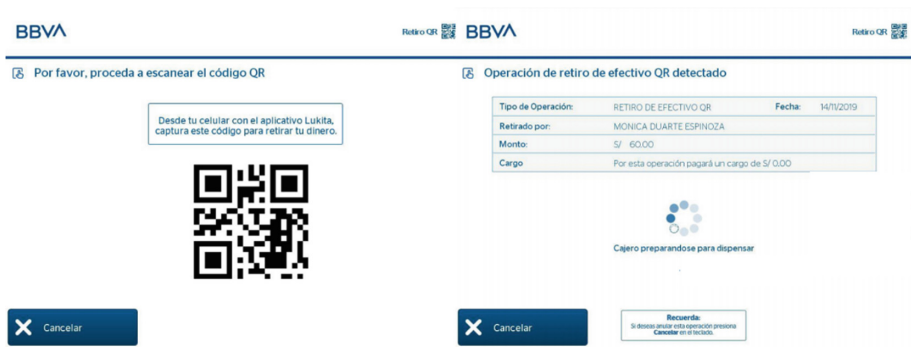 BBVA
Retiro QR
Por favor, proceda a escanear el código QR
Desde tu celular con el aplicativo Lukita,
captura este código para retirar tu dinero.
Cancelar
BBVA
Retiro QR
Operación de retiro de efectivo QR detectado
Tipo de Operación: RETIRO DE EFECTIVO QR Fecha: 14/11/2019
Retirado por: MONICA DUARTE ESPINOZA
Monto: S/ 60.00
Cargo Por esta operación pagará un cargo de S/ 0.00
Cajero preparandose para dispensar
Cancelar
Recuerda:
Si deseas anular esta operación presiona
Cancelar en el teclado.